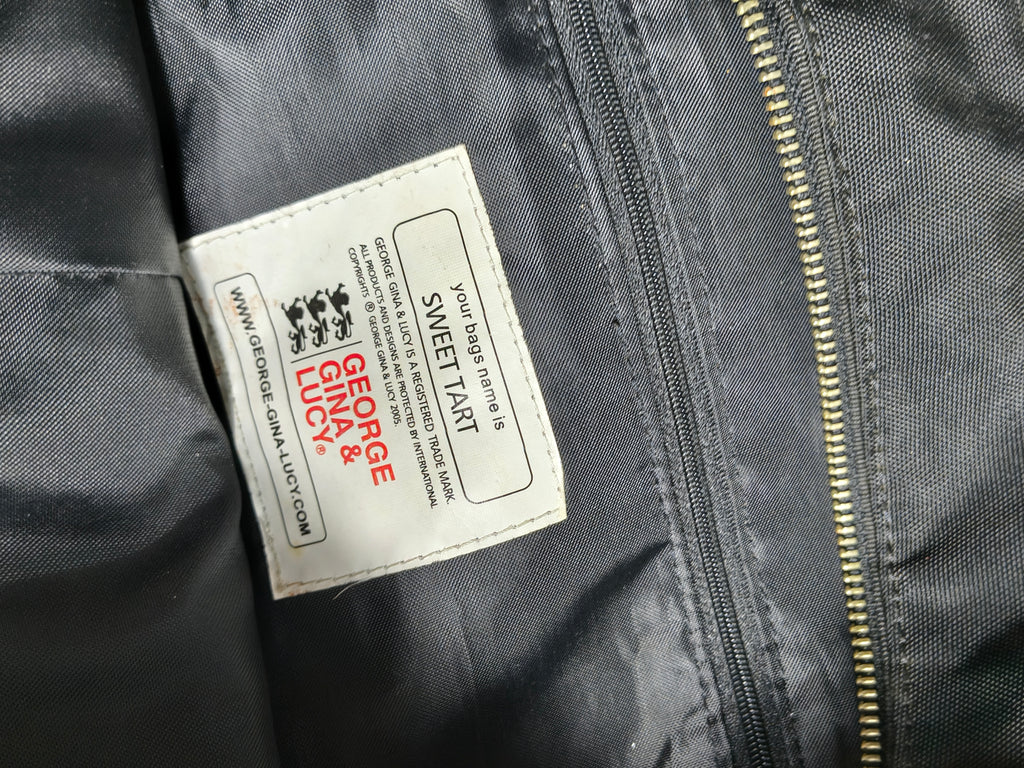 your bags name is
SWEET TART
GEORGE GINA & LUCY IS A REGISTERED TRADE MARK.
ALL PRODUCTS AND DESIGNS ARE PROTECTED BY INTERNATIONAL
COPYRIGHTS ® GEORGE GINA & LUCY 2005.
GEORGE
GINA &
LUCY®
WWW.GEORGE-GINA-LUCY.COM